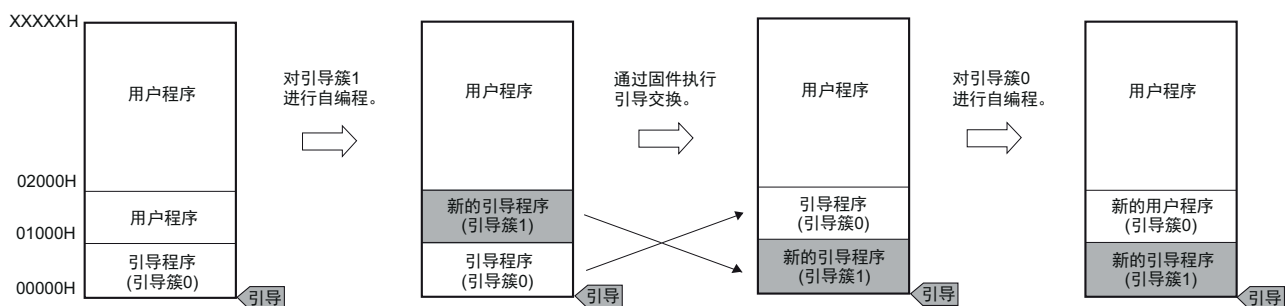 XXXXXH
用户程序
02000H
用户程序
01000H
引导程序
(引导簇0)
00000H
引导
对引导簇1
进行自编程。
用户程序
新的引导程序
(引导簇1)
引导程序
(引导簇0)
引导
通过固件执行
引导交换。
用户程序
引导程序
(引导簇0)
新的引导程序
(引导簇1)
引导
对引导簇0
进行自编程。
用户程序
新的用户程序
(引导簇0)
新的引导程序
(引导簇1)
引导